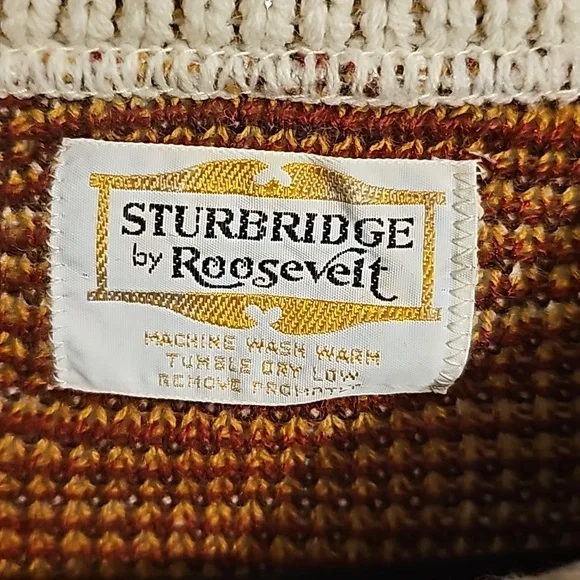 STURBRIDGE
by Roosevelt
MACHINE WASH WARM
TUMBLE DRY LOW
REMOVE PROMPTLY